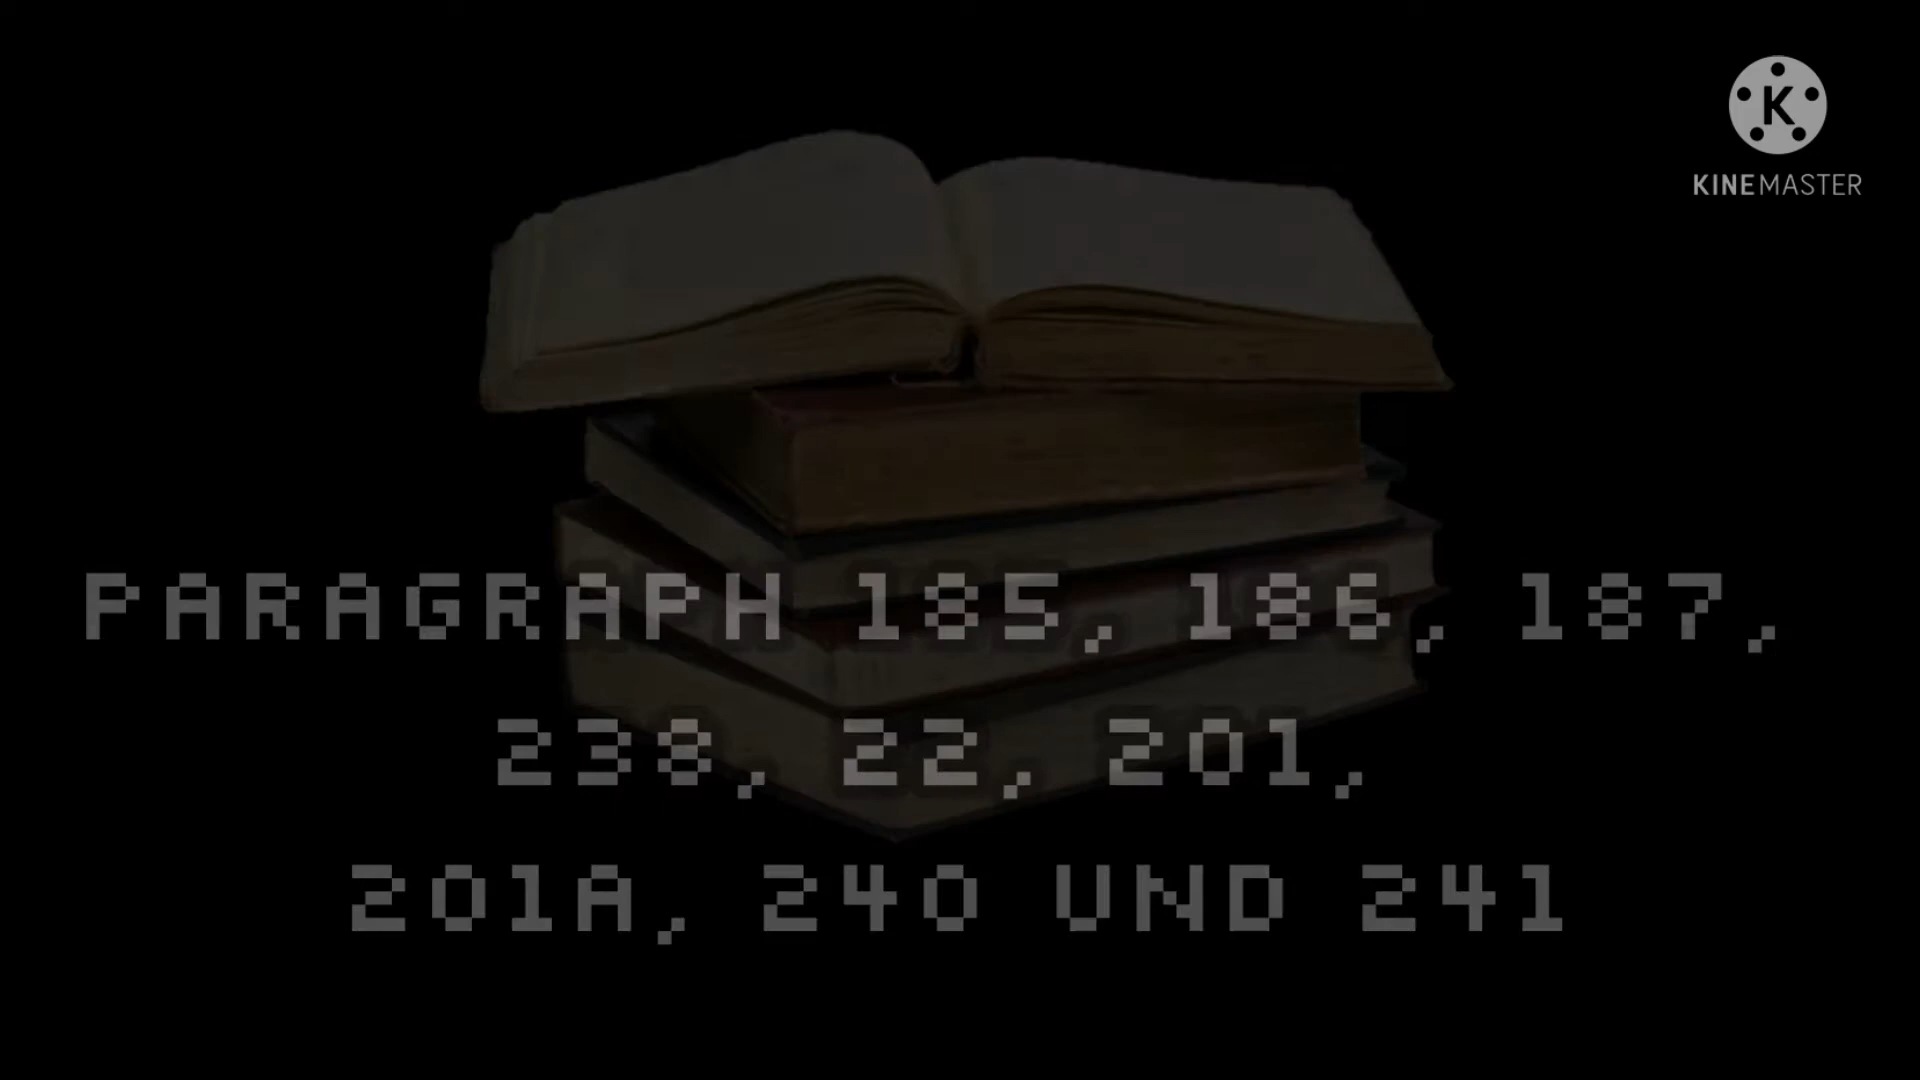 K
KINEMASTER
PARAGRAPH 185, 186, 187,
238, 22, 201,
201A, 240 UND 241